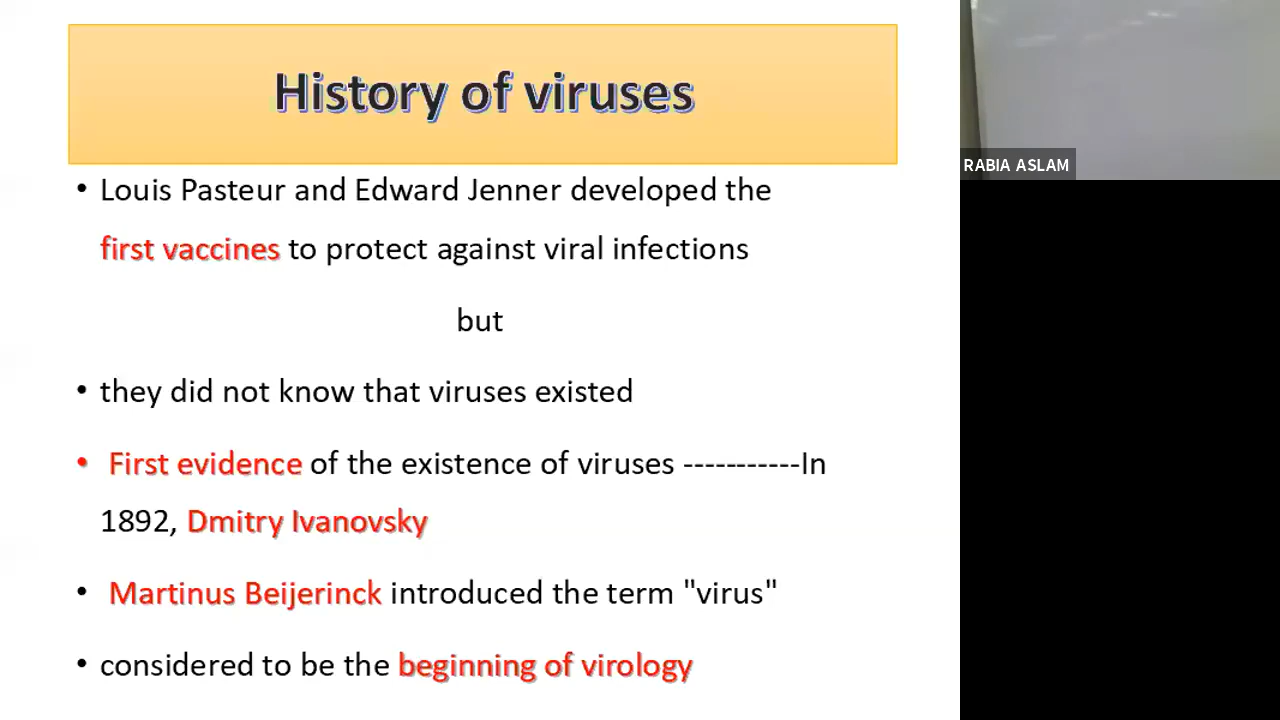 History of viruses
• Louis Pasteur and Edward Jenner developed the
first vaccines to protect against viral infections
but
• they did not know that viruses existed
• First evidence of the existence of viruses -----------In
1892, Dmitry Ivanovsky
• Martinus Beijerinck introduced the term "virus"
• considered to be the beginning of virology
RABIA ASLAM